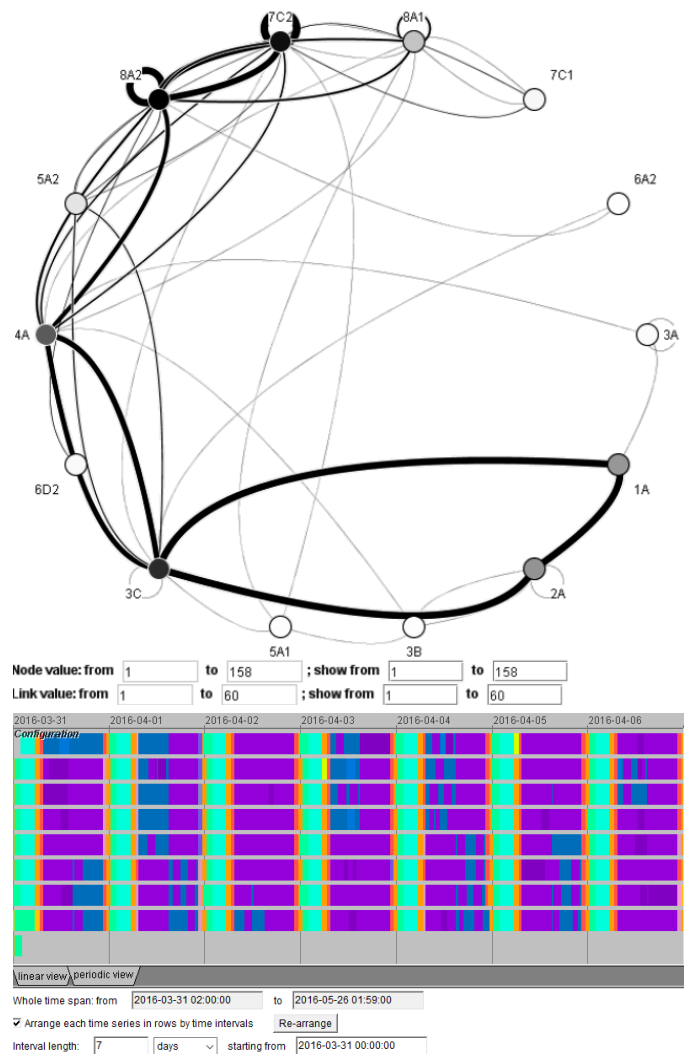 7C2
8A1
8A2
7C1
5A2
6A2
4A
3A
6D2
1A
3C
2A
5A1
3B
Node value: from 1 to 158 ; show from 1 to 158
Link value: from 1 to 60 ; show from 1 to 60
2016-03-31 2016-04-01 2016-04-02 2016-04-03 2016-04-04 2016-04-05 2016-04-06
Configuration
linear view periodic view
Whole time span: from 2016-03-31 02:00:00 to 2016-05-26 01:59:00
Arrange each time series in rows by time intervals Re-arrange
Interval length: 7 days starting from 2016-03-31 00:00:00